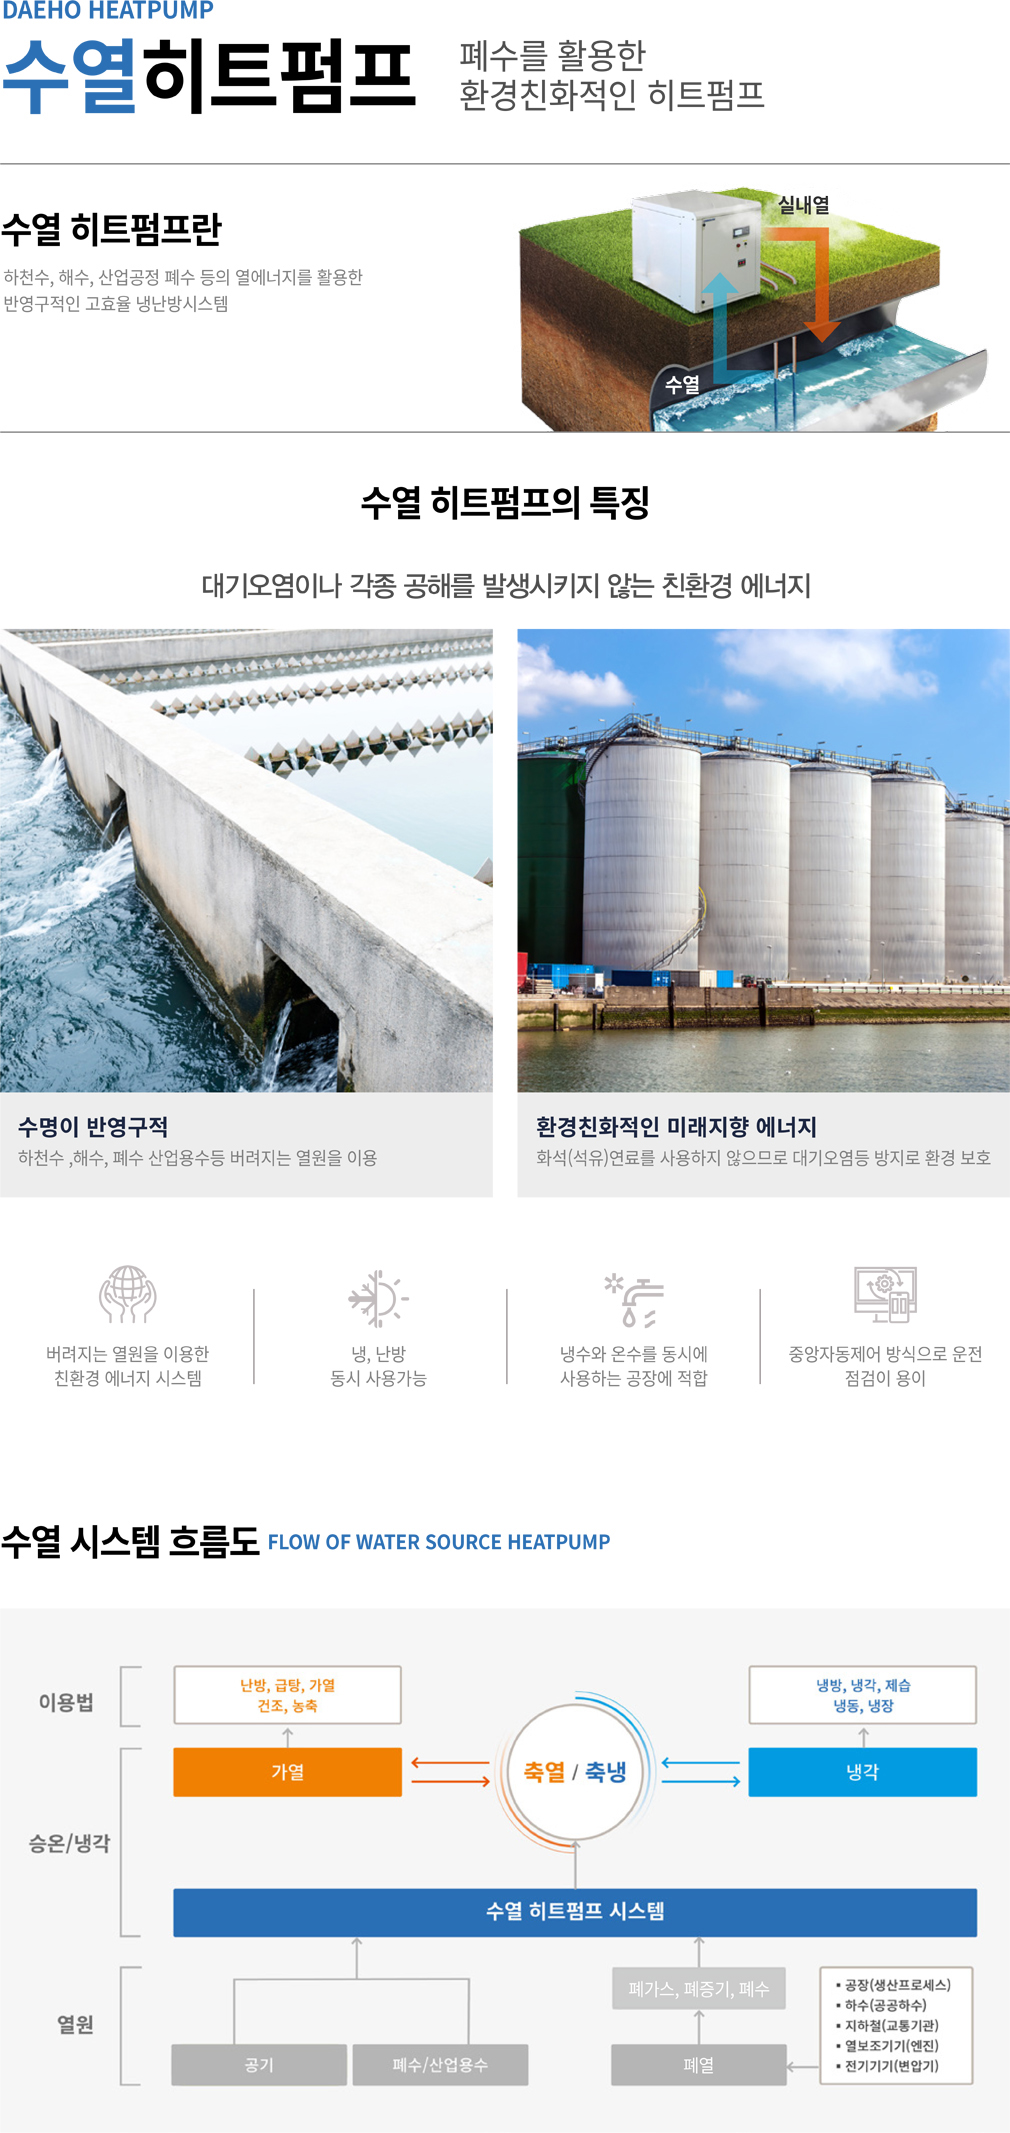 DAEHO HEATPUMP
수열히트펌프
폐수를 활용한
환경친화적인 히트펌프
수열 히트펌프란
하천수, 해수, 산업공정 폐수 등의 열에너지를 활용한
반영구적인 고효율 냉난방시스템
실내열
수열
수열 히트펌프의 특징
대기오염이나 각종 공해를 발생시키지 않는 친환경 에너지
수명이 반영구적
하천수 ,해수, 폐수 산업용수등 버려지는 열원을 이용
환경친화적인 미래지향 에너지
화석(석유)연료를 사용하지 않으므로 대기오염등 방지로 환경 보호
버려지는 열원을 이용한
친환경 에너지 시스템
냉, 난방
동시 사용가능
냉수와 온수를 동시에
사용하는 공장에 적합
중앙자동제어 방식으로 운전
점검이 용이
수열 시스템 흐름도 FLOW OF WATER SOURCE HEATPUMP
이용법
난방, 급탕, 가열
건조, 농축
냉방, 냉각, 제습
냉동, 냉장
가열
축열 / 축냉
냉각
승온/냉각
수열 히트펌프 시스템
열원
폐가스, 폐증기, 폐수
공기
폐수/산업용수
폐열
▪ 공장(생산프로세스)
▪ 하수(공공하수)
▪ 지하철(교통기관)
▪ 열보조기기(엔진)
▪ 전기기기(변압기)